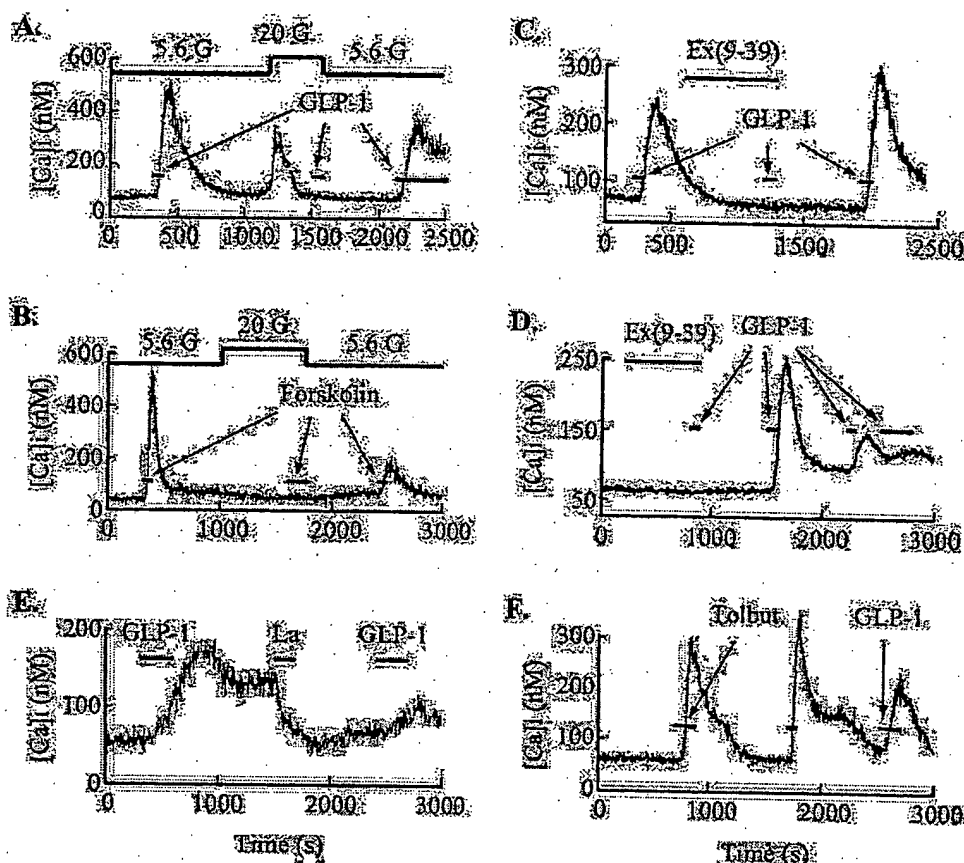 A.
20 G
5.6 G
5.6 G
GLP-1
[Ca]i (nM)
600
400
200
0
0 500 1000 1500 2000 2500
C.
Ex(9-39)
GLP-1
[Ca]i (nM)
300
200
100
0 500 1500 2500
B.
5.6 G
20 G
5.6 G
Forskolin
[Ca]i (nM)
600
400
200
0
0 1000 2000 3000
D.
Ex(9-39)
GLP-1
[Ca]i (nM)
250
150
50
0 1000 2000 3000
E.
GLP-1
La
GLP-1
[Ca]i (nM)
200
100
0
0 1000 2000 3000
Time (s)
F.
Tolbut.
GLP-1
[Ca]i (nM)
300
200
100
0
0 1000 2000 3000
Time (s)